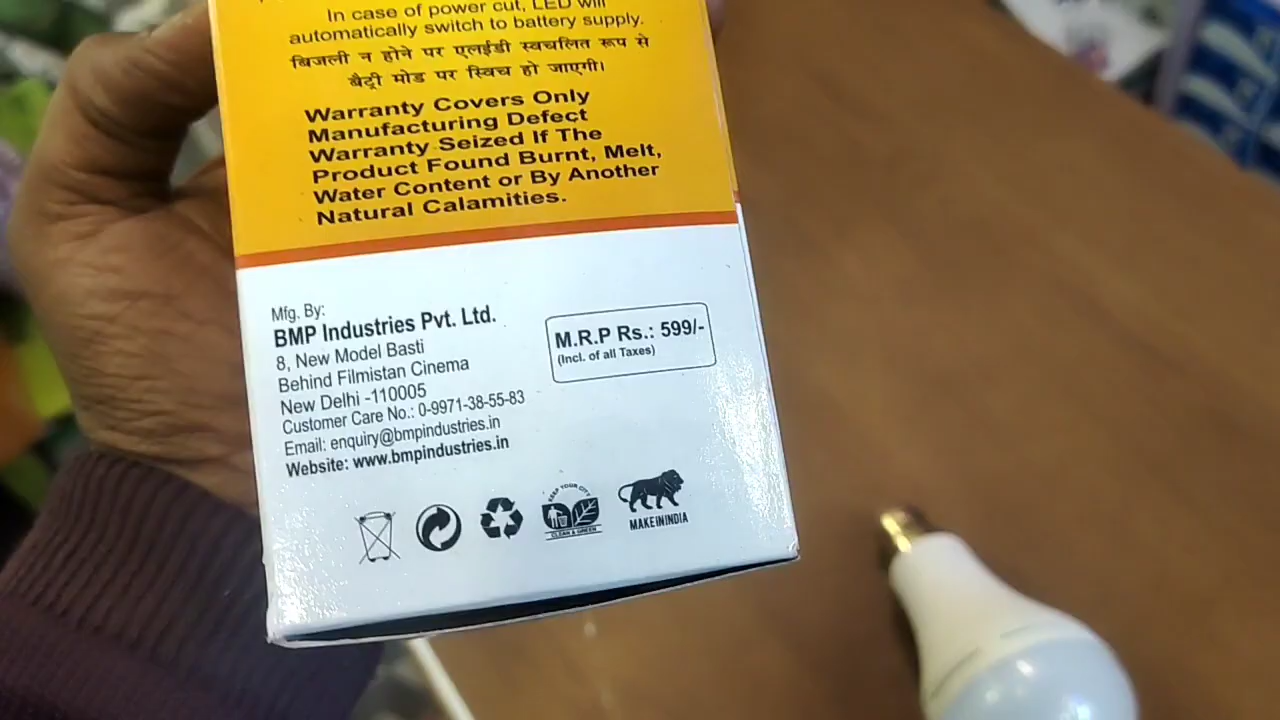 In case of power cut, LED will
automatically switch to battery supply.
बिजली न होने पर एलईडी स्वचलित रूप से
बैट्री मोड पर स्विच हो जाएगी।
Warranty Covers Only
Manufacturing Defect
Warranty Seized If The
Product Found Burnt, Melt,
Water Content or By Another
Natural Calamities.
Mfg. By:
BMP Industries Pvt. Ltd.
8, New Model Basti
Behind Filmistan Cinema
New Delhi -110005
Customer Care No.: 0-9971-38-55-83
Email: enquiry@bmpindustries.in
Website: www.bmpindustries.in
M.R.P Rs.: 599/-
(Incl. of all Taxes)
KEEP YOUR CITY
CLEAN & GREEN
MAKE IN INDIA